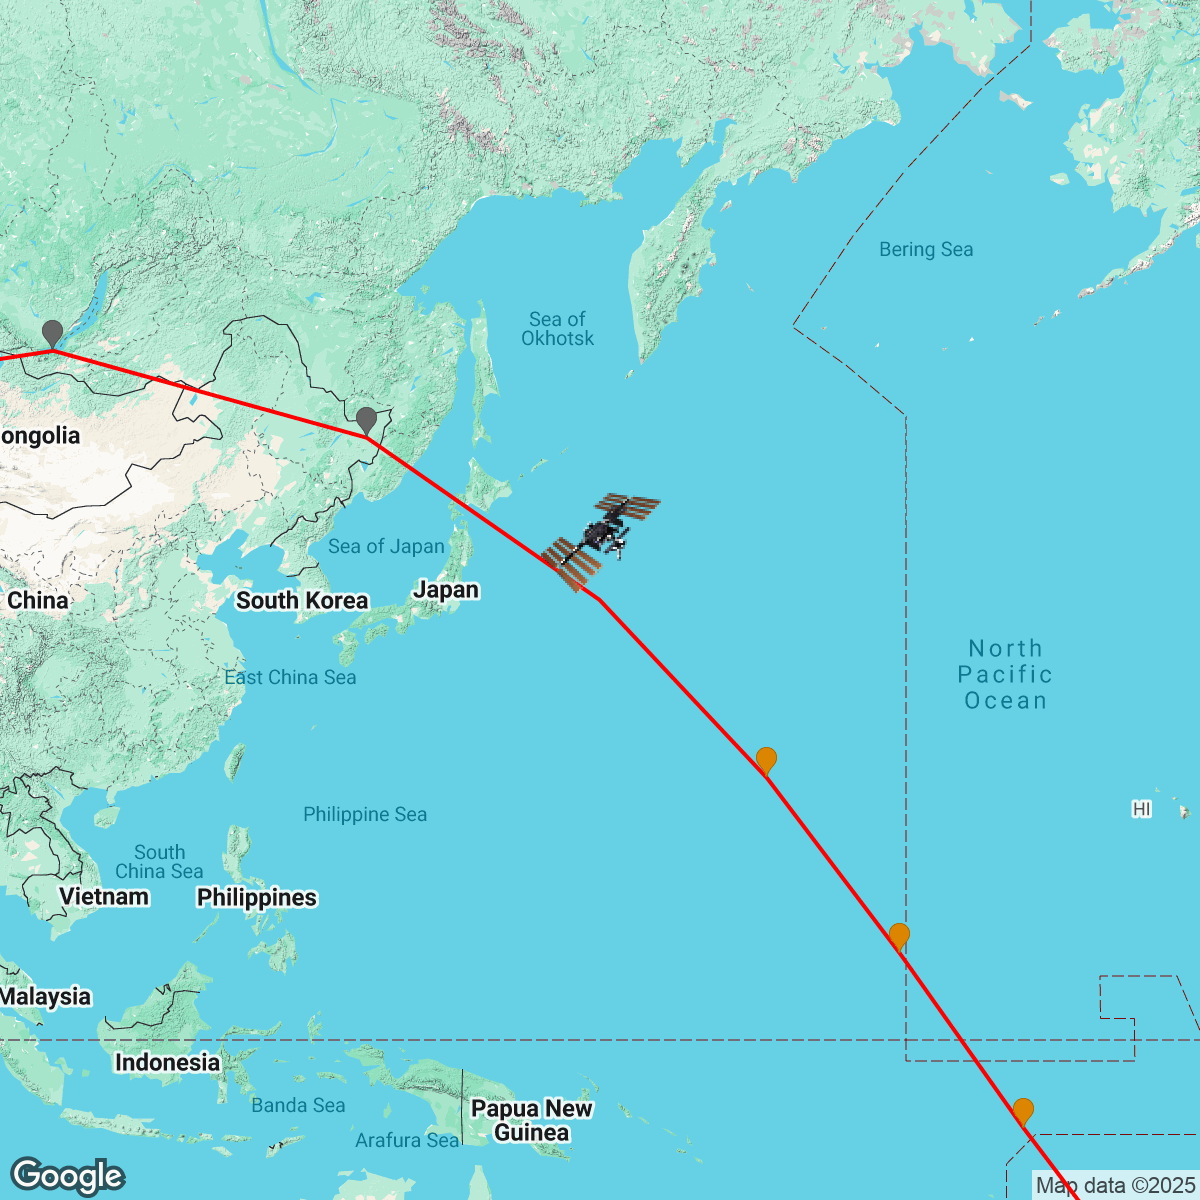 Bering Sea
Sea of
Okhotsk
ongolia
Sea of Japan
China
South Korea
Japan
North
Pacific
Ocean
East China Sea
Philippine Sea
HI
South
China Sea
Vietnam
Philippines
Malaysia
Indonesia
Banda Sea
Papua New
Guinea
Arafura Sea
Google
Map data ©2025